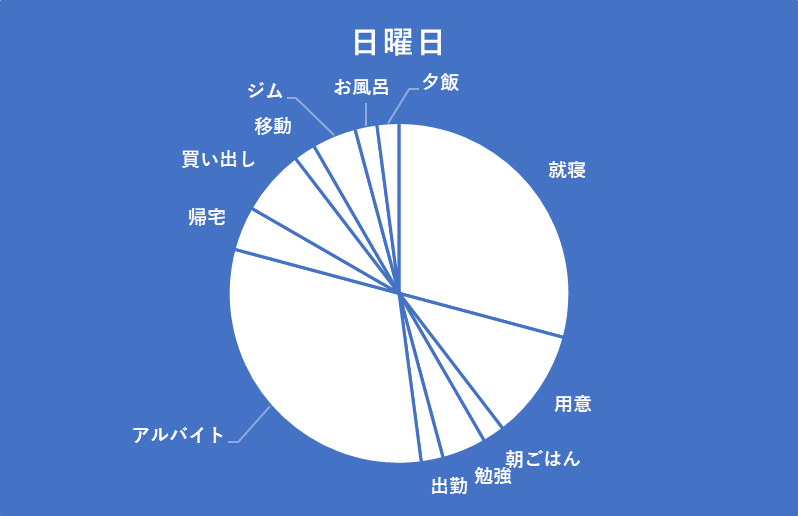 日曜日
就寝
用意
朝ごはん
勉強
出勤
アルバイト
帰宅
買い出し
移動
ジム
お風呂
夕飯